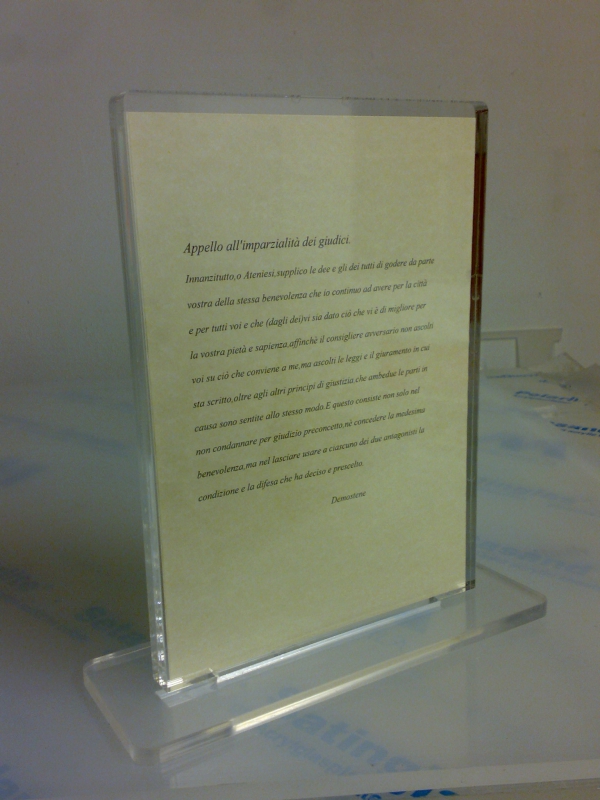 Appello all'imparzialità dei giudici.
Innanzitutto,o Ateniesi,supplico le dee e gli dei tutti di godere da parte
vostra della stessa benevolenza che io continuo ad avere per la città
e per tutti voi e che (dagli dei)vi sia dato ciò che vi è di migliore per
la vostra pietà e sapienza,affinchè il consigliere avversario non ascolti
voi su ciò che conviene a me,ma ascolti le leggi e il giuramento in cui
sta scritto,oltre agli altri principi di giustizia,che ambedue le parti in
causa sono sentite allo stesso modo.E questo consiste non solo nel
non condannare per giudizio preconcetto,nè concedere la medesima
benevolenza,ma nel lasciare usare a ciascuno dei due antagonisti la
condizione e la difesa che ha deciso e prescelto.
Demostene